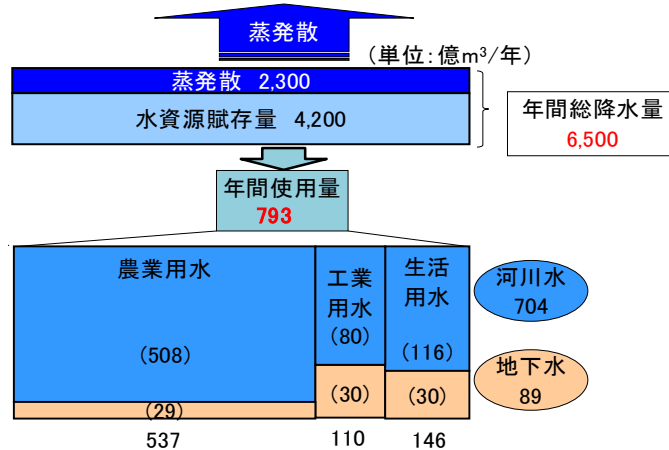 蒸発散
(単位:億m³/年)
蒸発散 2,300
水資源賦存量 4,200
年間総降水量
6,500
年間使用量
793
農業用水
(508)
(29)
537
工業
用水
(80)
(30)
110
生活
用水
(116)
(30)
146
河川水
704
地下水
89